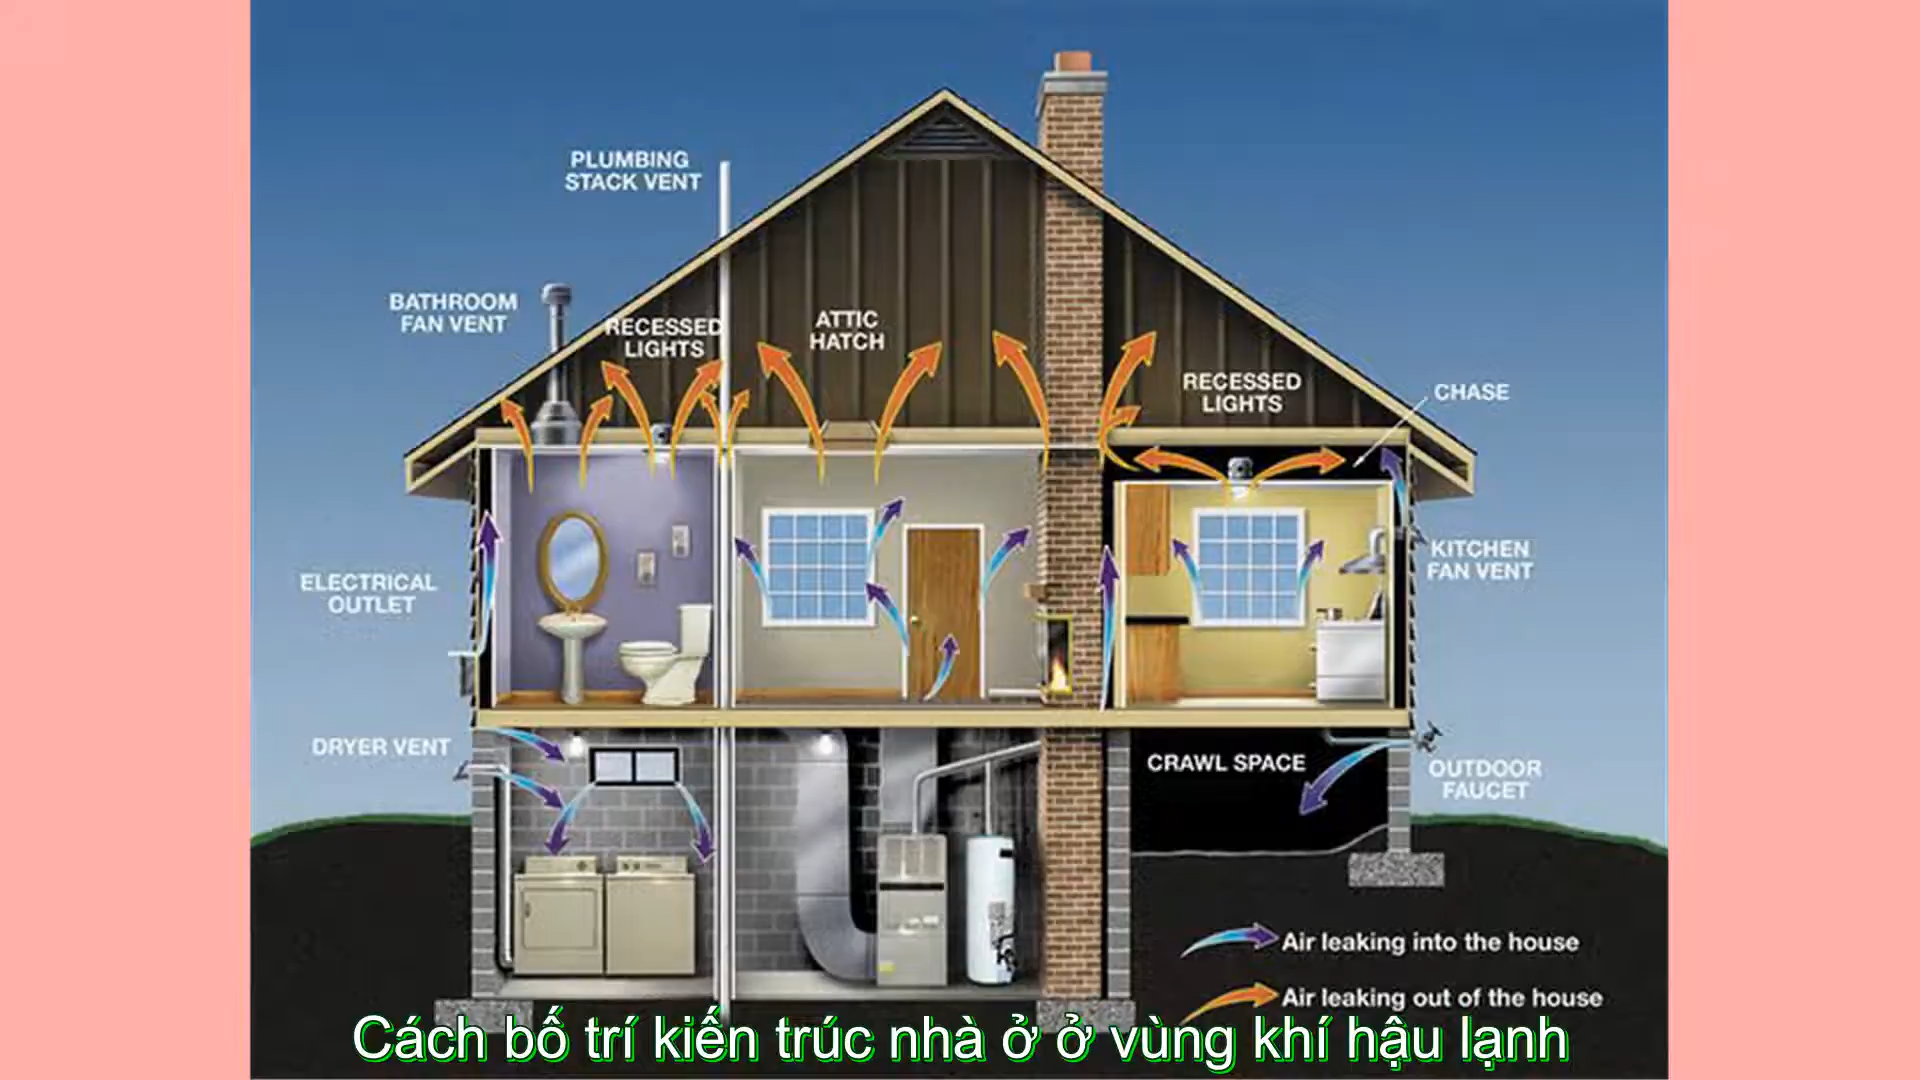 PLUMBING
STACK VENT
BATHROOM
FAN VENT
RECESSED
LIGHTS
ATTIC
HATCH
RECESSED
LIGHTS
CHASE
ELECTRICAL
OUTLET
KITCHEN
FAN VENT
DRYER VENT
CRAWL SPACE
OUTDOOR
FAUCET
Air leaking into the house
Air leaking out of the house
Cách bố trí kiến trúc nhà ở ở vùng khí hậu lạnh